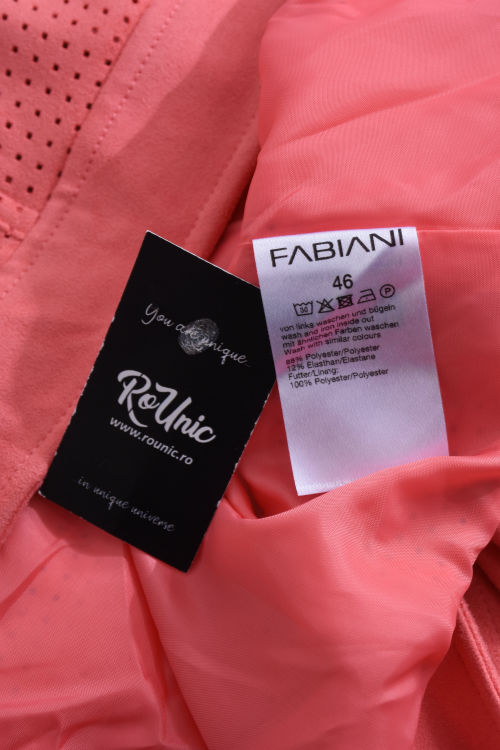 FABIANI
46
30
P
von links waschen und bügeln
wash and iron inside out
mit ähnlichen Farben waschen
Wash with similar colours
88% Polyester/Polyester
12% Elasthan/Elastane
Futter/Lining:
100% Polyester/Polyester
You are unique
RoUnic
www.rounic.ro
in unique universe